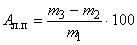 Aп.п = (m3 − m2) / m1 · 100